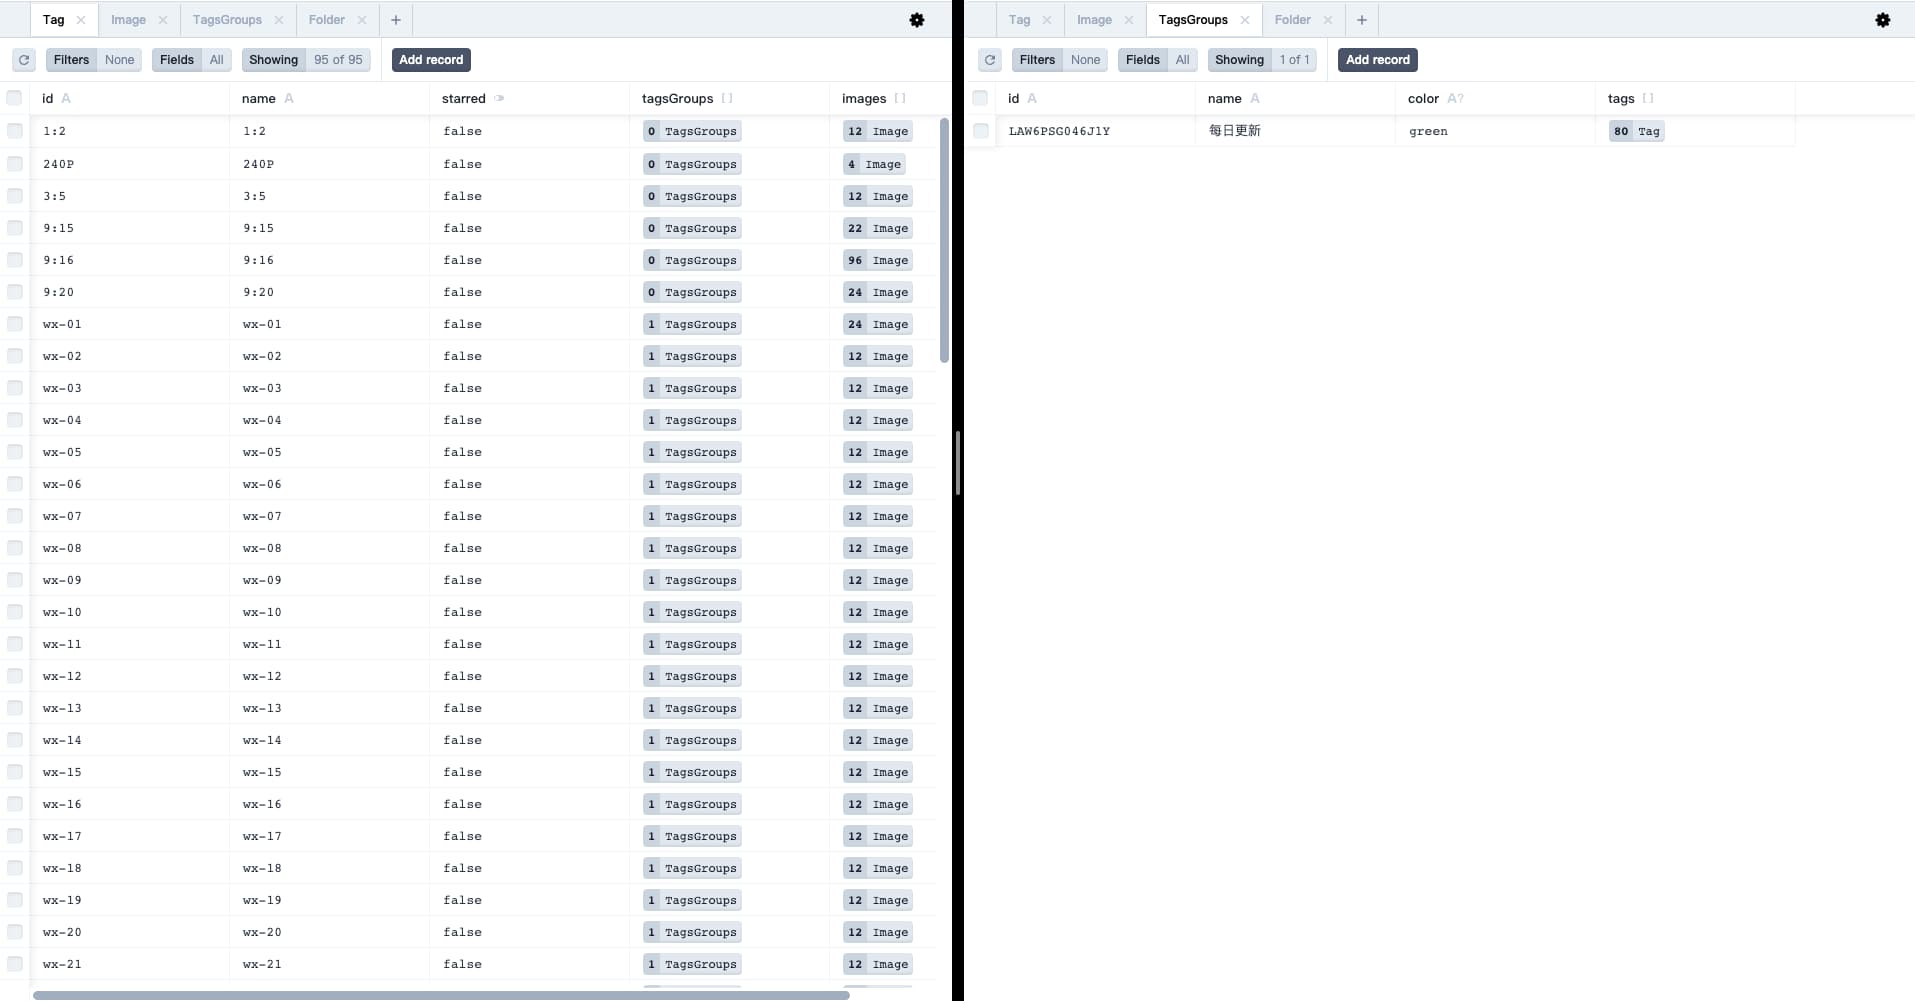 Tag Image TagsGroups Folder +
Filters None Fields All Showing 95 of 95 Add record
id A name A starred tagsGroups [] images []
1:2 1:2 false 0 TagsGroups 12 Image
240P 240P false 0 TagsGroups 4 Image
3:5 3:5 false 0 TagsGroups 12 Image
9:15 9:15 false 0 TagsGroups 22 Image
9:16 9:16 false 0 TagsGroups 96 Image
9:20 9:20 false 0 TagsGroups 24 Image
wx-01 wx-01 false 1 TagsGroups 24 Image
wx-02 wx-02 false 1 TagsGroups 12 Image
wx-03 wx-03 false 1 TagsGroups 12 Image
wx-04 wx-04 false 1 TagsGroups 12 Image
wx-05 wx-05 false 1 TagsGroups 12 Image
wx-06 wx-06 false 1 TagsGroups 12 Image
wx-07 wx-07 false 1 TagsGroups 12 Image
wx-08 wx-08 false 1 TagsGroups 12 Image
wx-09 wx-09 false 1 TagsGroups 12 Image
wx-10 wx-10 false 1 TagsGroups 12 Image
wx-11 wx-11 false 1 TagsGroups 12 Image
wx-12 wx-12 false 1 TagsGroups 12 Image
wx-13 wx-13 false 1 TagsGroups 12 Image
wx-14 wx-14 false 1 TagsGroups 12 Image
wx-15 wx-15 false 1 TagsGroups 12 Image
wx-16 wx-16 false 1 TagsGroups 12 Image
wx-17 wx-17 false 1 TagsGroups 12 Image
wx-18 wx-18 false 1 TagsGroups 12 Image
wx-19 wx-19 false 1 TagsGroups 12 Image
wx-20 wx-20 false 1 TagsGroups 12 Image
wx-21 wx-21 false 1 TagsGroups 12 Image
Tag Image TagsGroups Folder +
Filters None Fields All Showing 1 of 1 Add record
id A name A color A? tags []
LAW6PSG046J1Y 每日更新 green 80 Tag